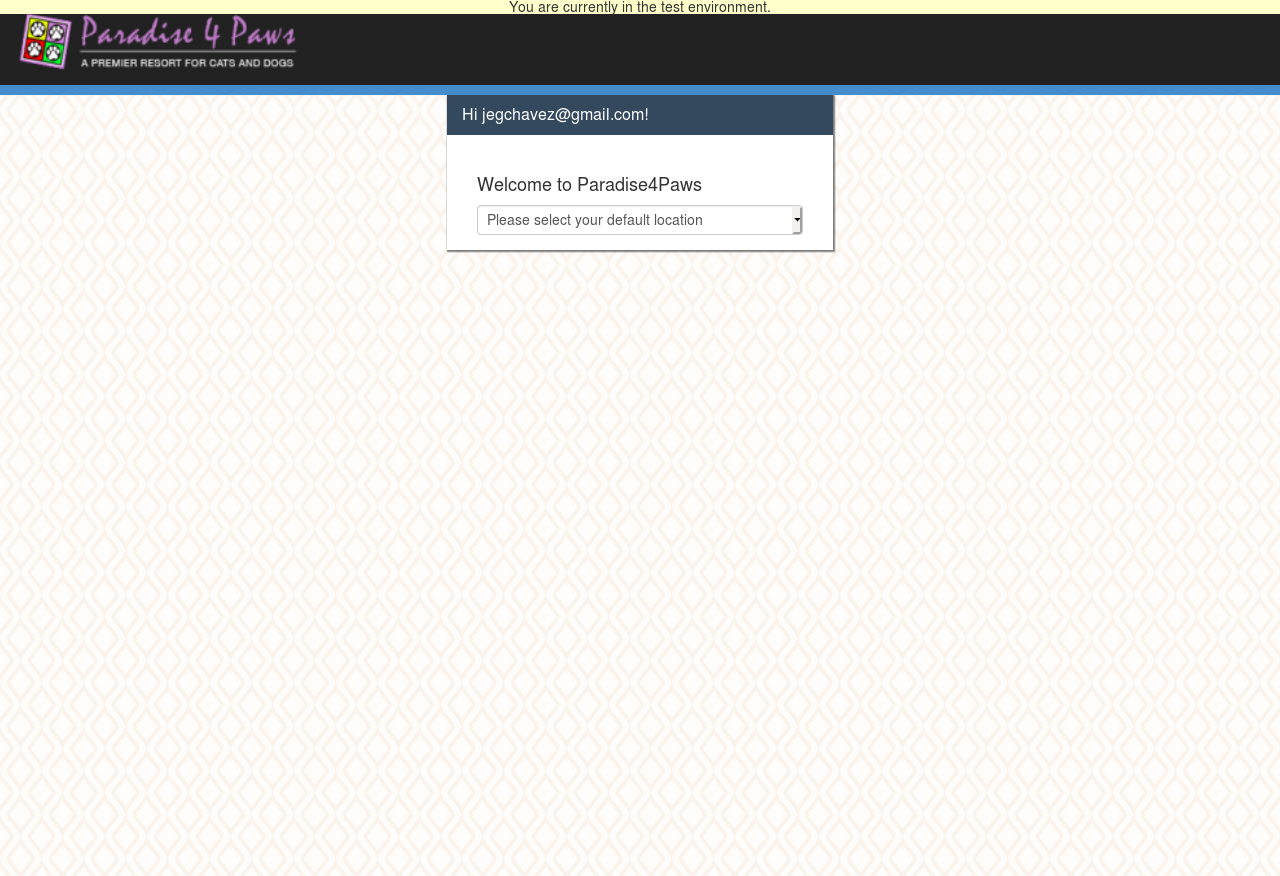 You are currently in the test environment.
Paradise 4 Paws
A PREMIER RESORT FOR CATS AND DOGS
Hi jegchavez@gmail.com!
Welcome to Paradise4Paws
Please select your default location